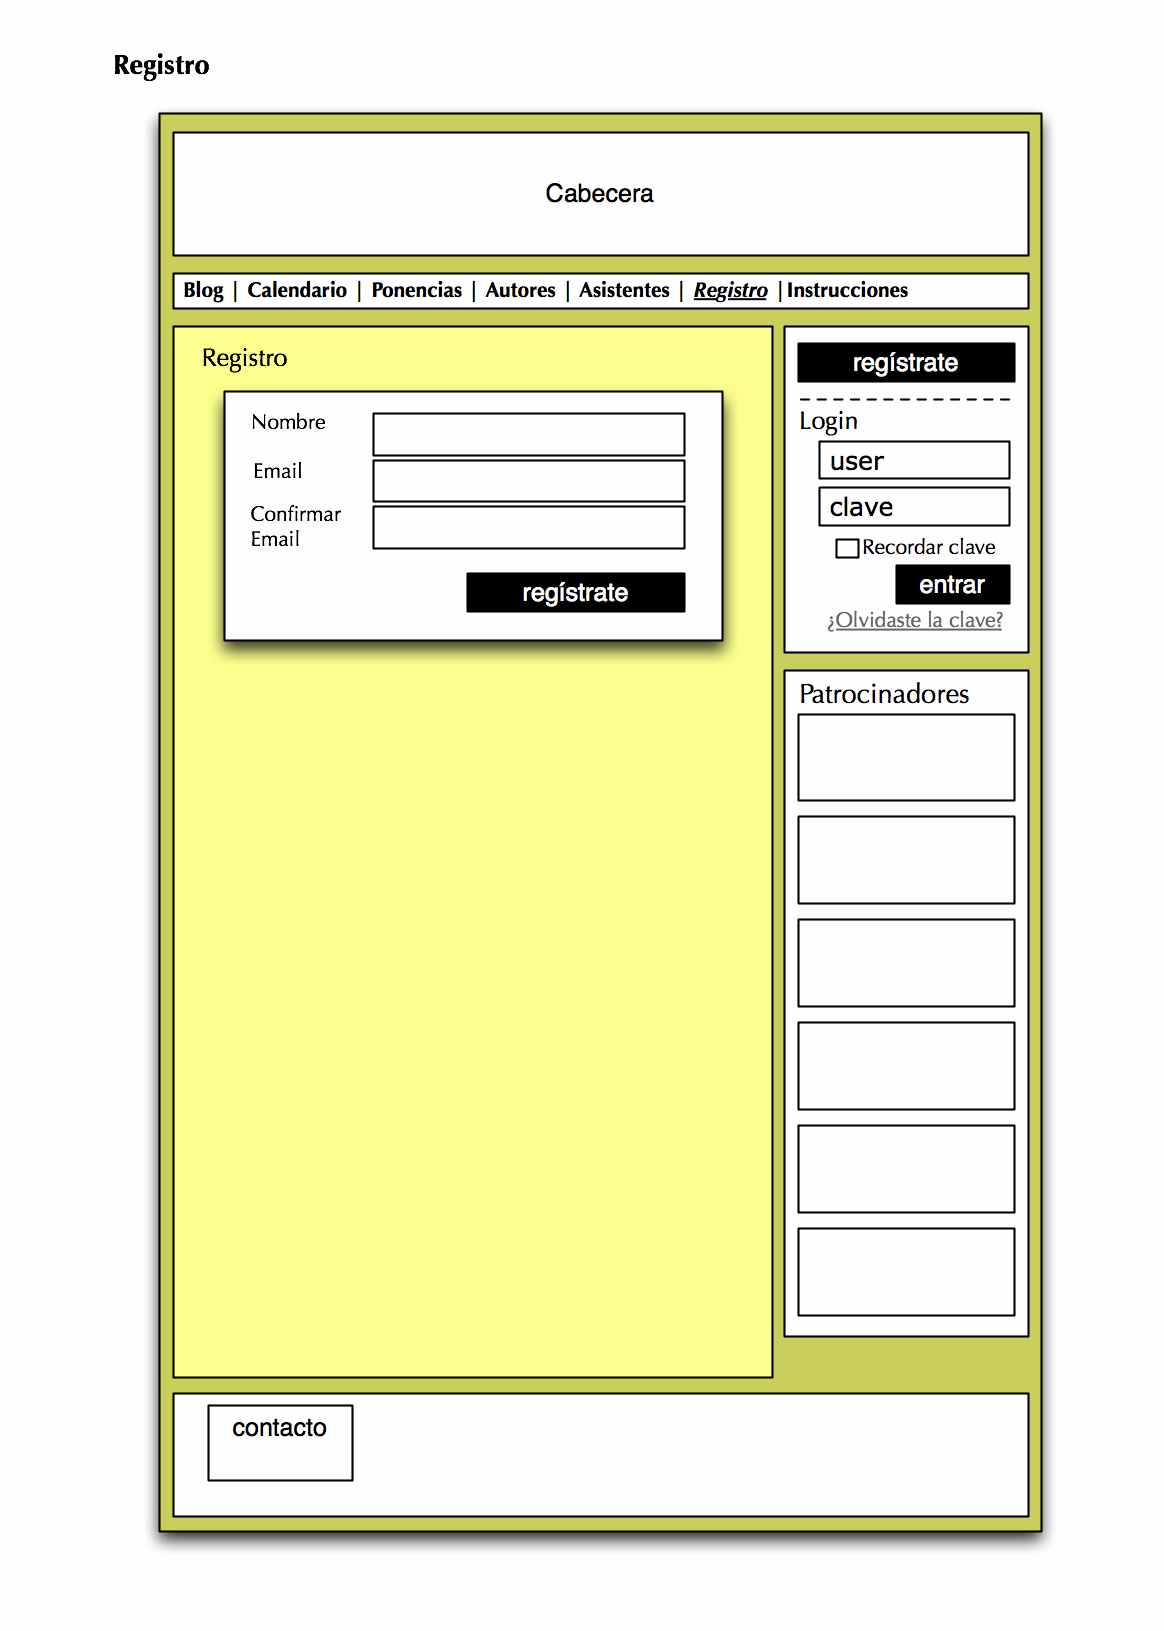 Registro
Cabecera
Blog | Calendario | Ponencias | Autores | Asistentes | Registro | Instrucciones
Registro
Nombre
Email
Confirmar
Email
regístrate
regístrate
Login
user
clave
Recordar clave
entrar
¿Olvidaste la clave?
Patrocinadores
contacto